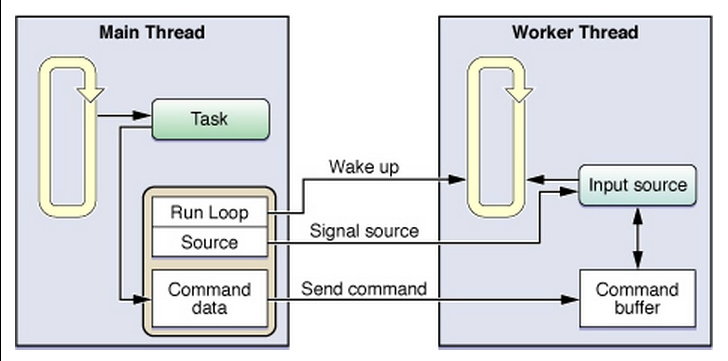 Main Thread
Worker Thread
Task
Wake up
Input source
Run Loop
Signal source
Source
Send command
Command
data
Command
buffer